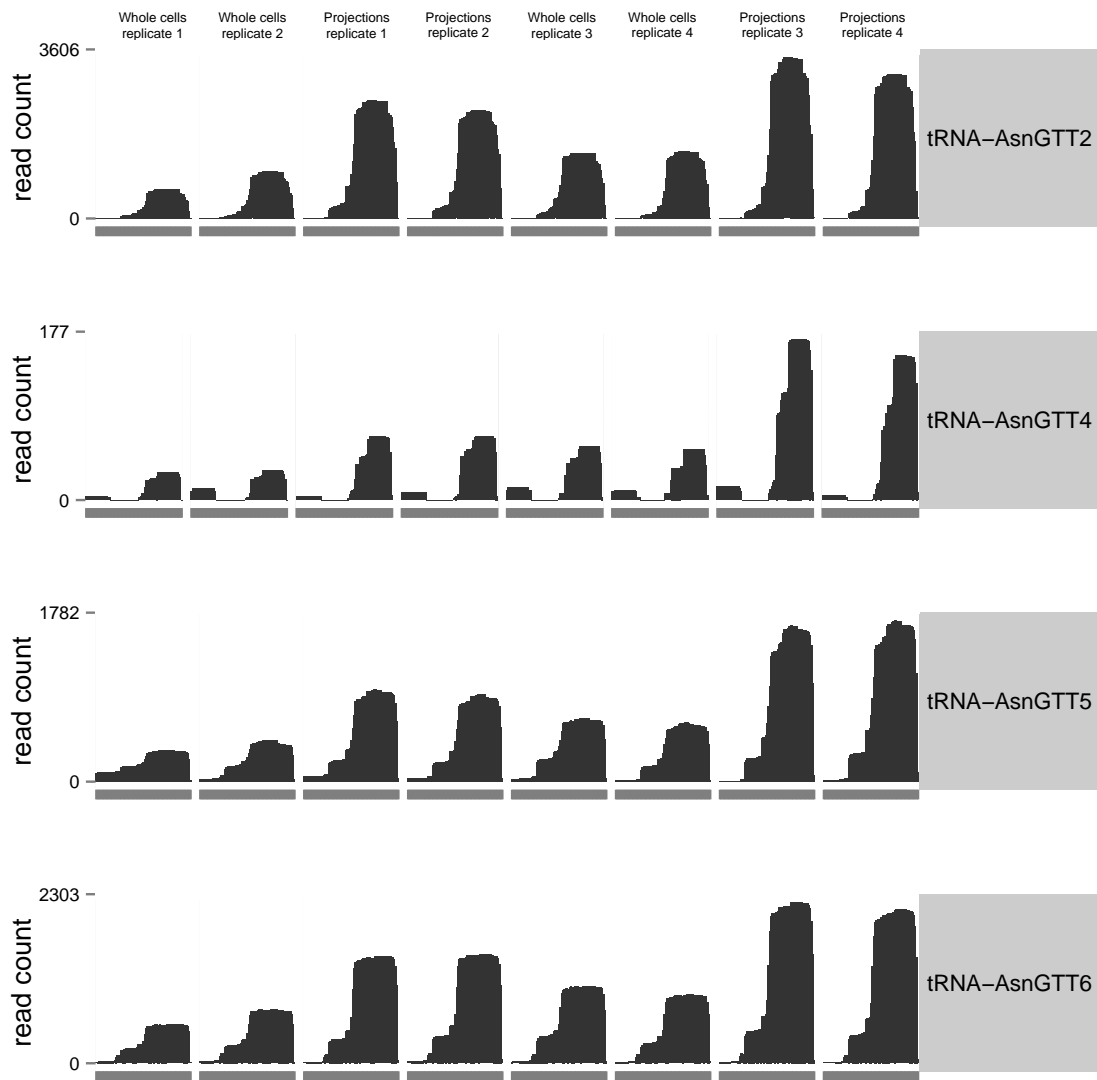 Whole cells replicate 1
Whole cells replicate 2
Projections replicate 1
Projections replicate 2
Whole cells replicate 3
Whole cells replicate 4
Projections replicate 3
Projections replicate 4
3606
read count
0
tRNA−AsnGTT2
177
read count
0
tRNA−AsnGTT4
1782
read count
0
tRNA−AsnGTT5
2303
read count
0
tRNA−AsnGTT6